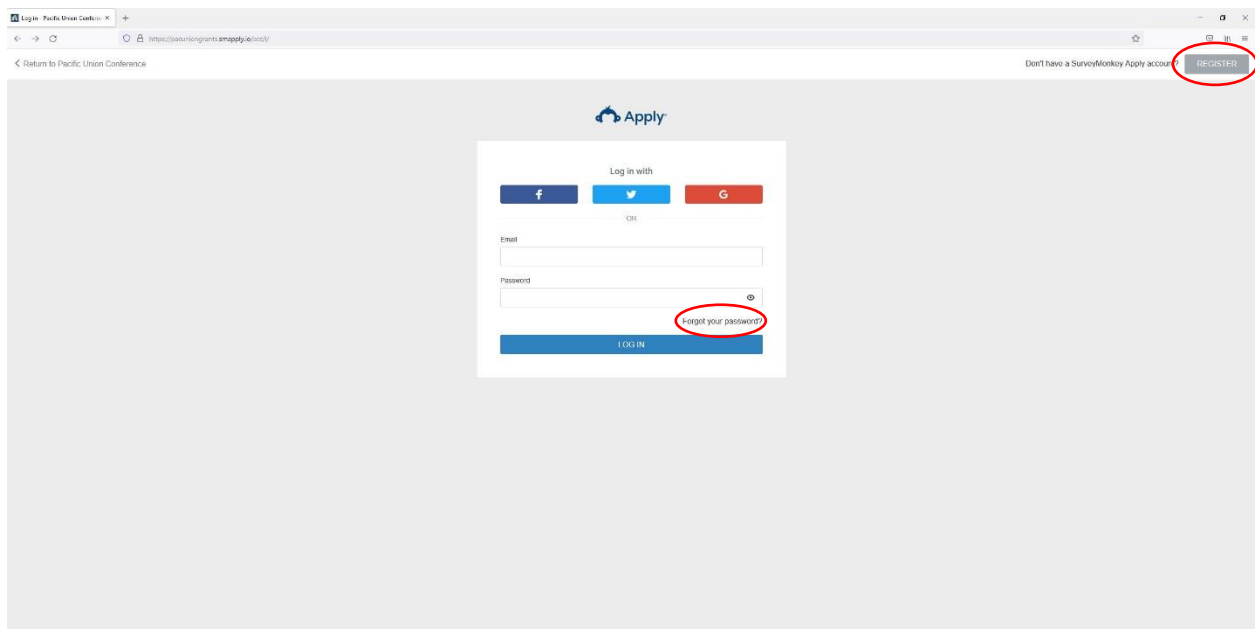 Log in - Pacific Union Conferen
https://pacuniongrants.smapply.io/acc/l/
Return to Pacific Union Conference
Don't have a SurveyMonkey Apply account?
REGISTER
Apply
Log in with
f
G
OR
Email
Password
Forgot your password?
LOG IN